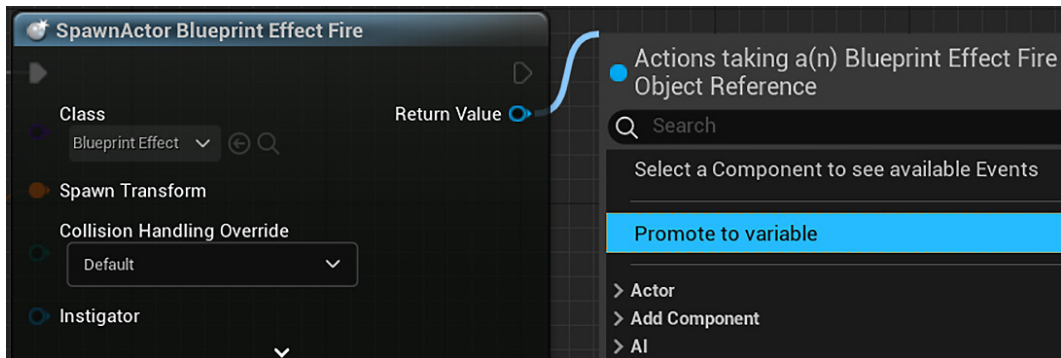 SpawnActor Blueprint Effect Fire
Class
Return Value
Blueprint Effect
Spawn Transform
Collision Handling Override
Default
Instigator
Actions taking a(n) Blueprint Effect Fire
Object Reference
Search
Select a Component to see available Events
Promote to variable
Actor
Add Component
AI